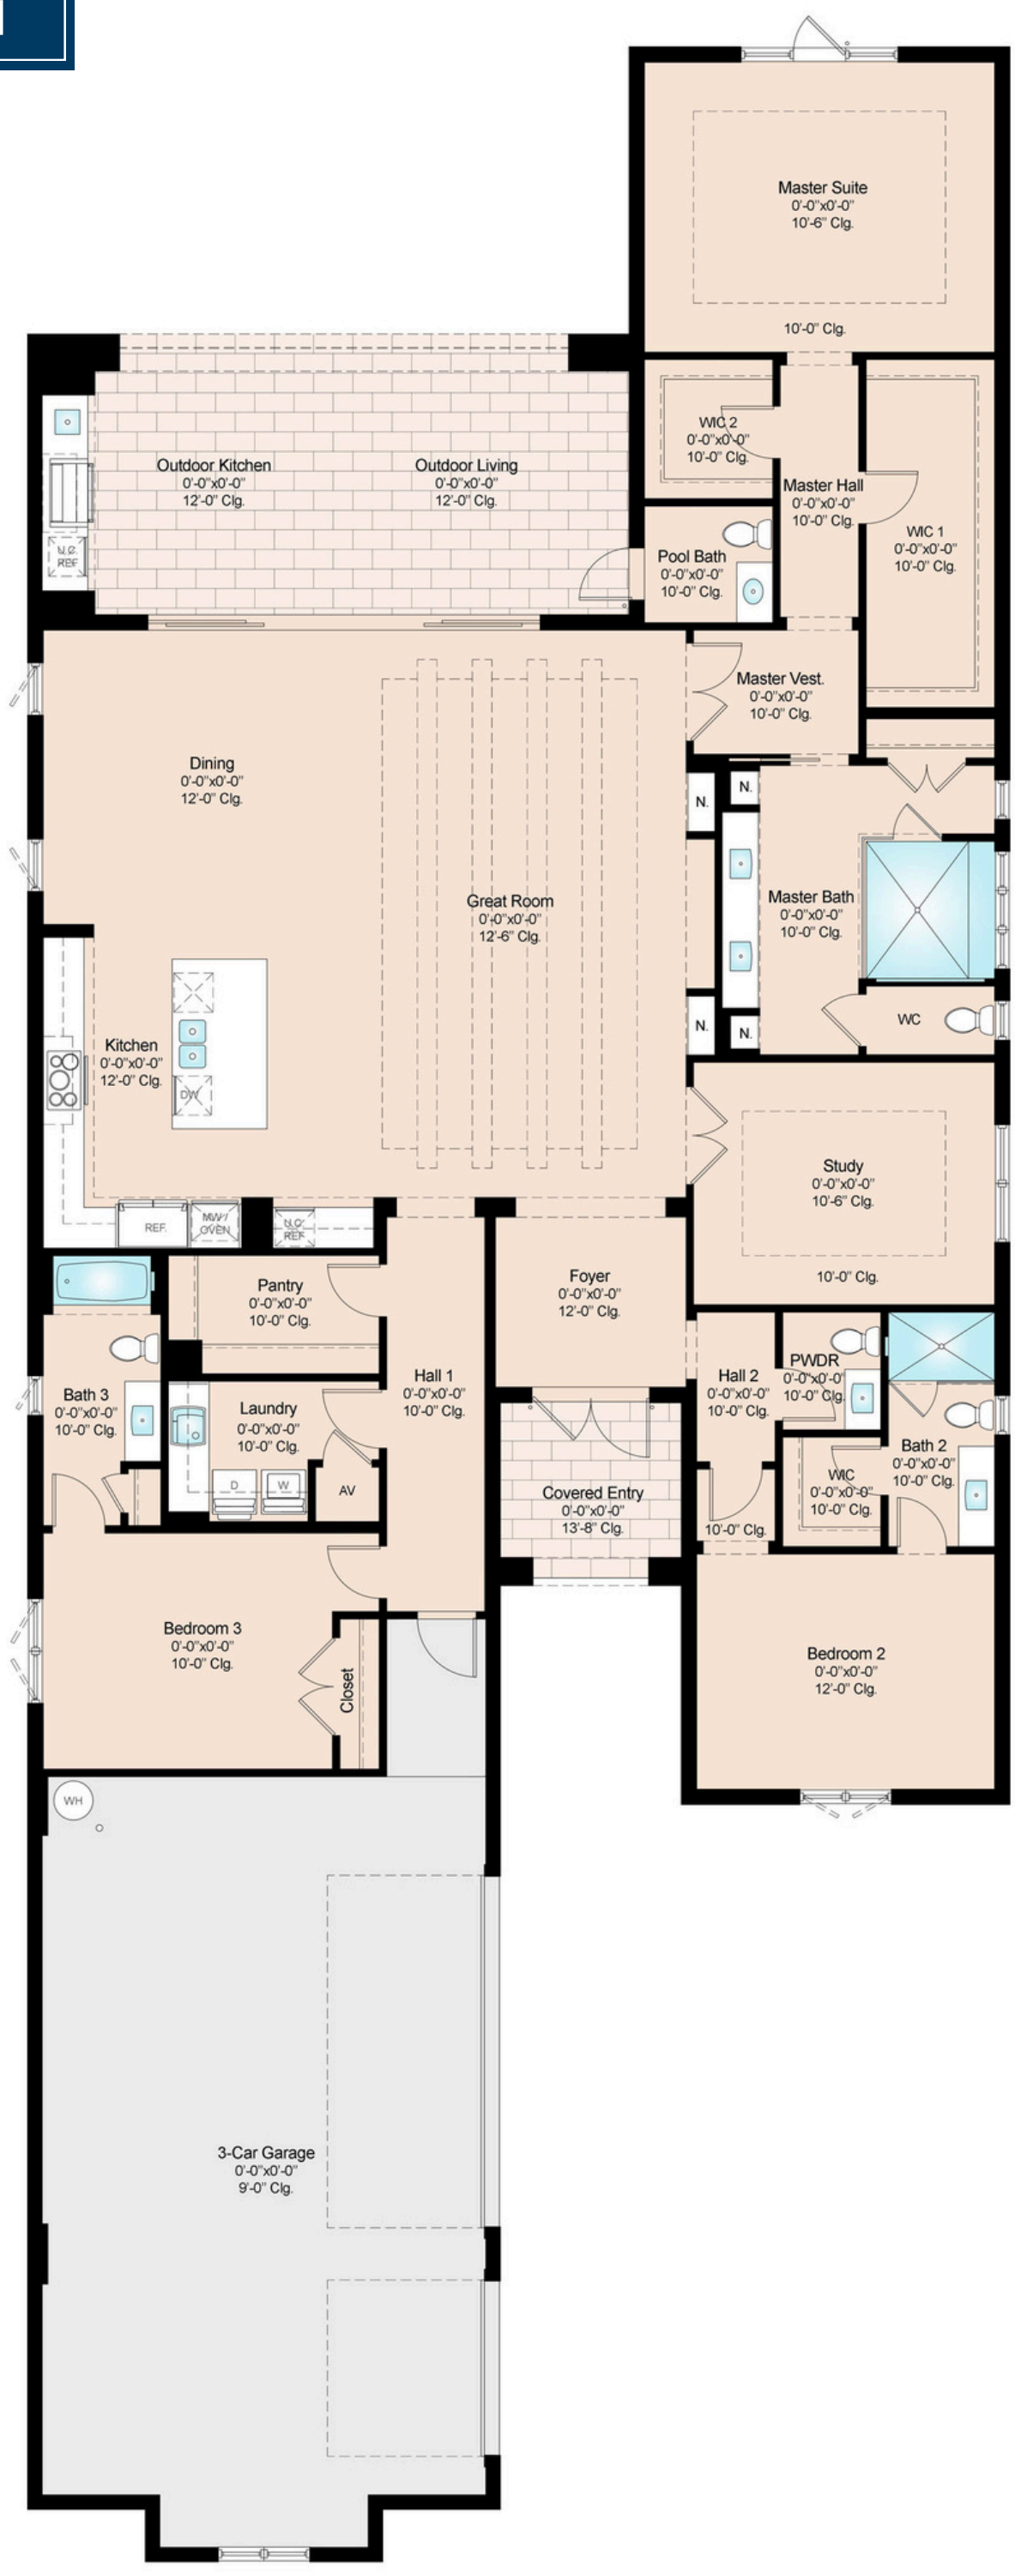 Master Suite
0'-0"x0'-0"
10'-6" Clg.
10'-0" Clg.
WIC 2
0'-0"x0'-0"
10'-0" Clg.
Master Hall
0'-0"x0'-0"
10'-0" Clg.
WIC 1
0'-0"x0'-0"
10'-0" Clg.
Outdoor Kitchen
0'-0"x0'-0"
12'-0" Clg.
Outdoor Living
0'-0"x0'-0"
12'-0" Clg.
U.C.
REF
Pool Bath
0'-0"x0'-0"
10'-0" Clg.
Master Vest.
0'-0"x0'-0"
10'-0" Clg.
Dining
0'-0"x0'-0"
12'-0" Clg.
N.
N.
Great Room
0'-0"x0'-0"
12'-6" Clg.
Master Bath
0'-0"x0'-0"
10'-0" Clg.
N.
N.
WC
Kitchen
0'-0"x0'-0"
12'-0" Clg.
DW
Study
0'-0"x0'-0"
10'-6" Clg.
10'-0" Clg.
REF.
MW/
OVEN
U.C.
REF
Pantry
0'-0"x0'-0"
10'-0" Clg.
Foyer
0'-0"x0'-0"
12'-0" Clg.
Hall 1
0'-0"x0'-0"
10'-0" Clg.
Hall 2
0'-0"x0'-0"
10'-0" Clg.
PWDR
0'-0"x0'-0"
10'-0" Clg.
Bath 3
0'-0"x0'-0"
10'-0" Clg.
Laundry
0'-0"x0'-0"
10'-0" Clg.
D
W
AV
Bath 2
0'-0"x0'-0"
10'-0" Clg.
WIC
0'-0"x0'-0"
10'-0" Clg.
Covered Entry
0'-0"x0'-0"
13'-8" Clg.
10'-0" Clg.
Bedroom 3
0'-0"x0'-0"
10'-0" Clg.
Closet
Bedroom 2
0'-0"x0'-0"
12'-0" Clg.
WH
3-Car Garage
0'-0"x0'-0"
9'-0" Clg.